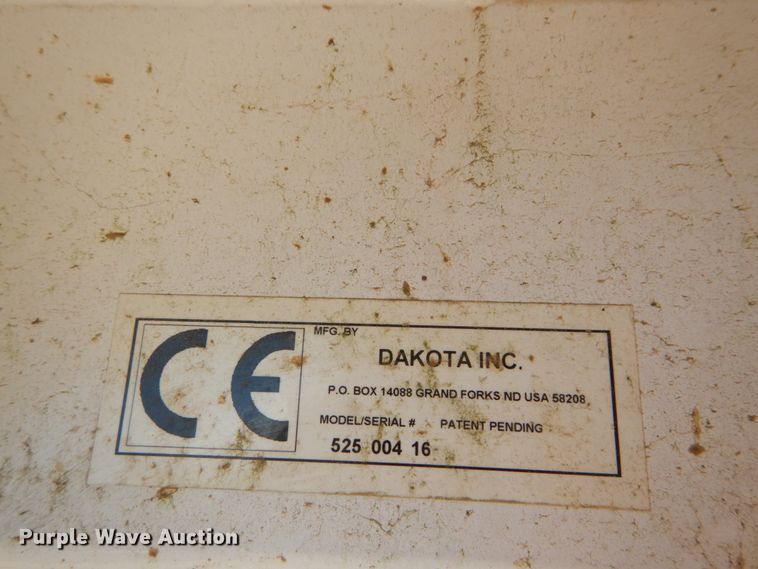 CE
MFG. BY
DAKOTA INC.
P.O. BOX 14088 GRAND FORKS ND USA 58208
MODEL/SERIAL # PATENT PENDING
525 004 16
Purple Wave Auction